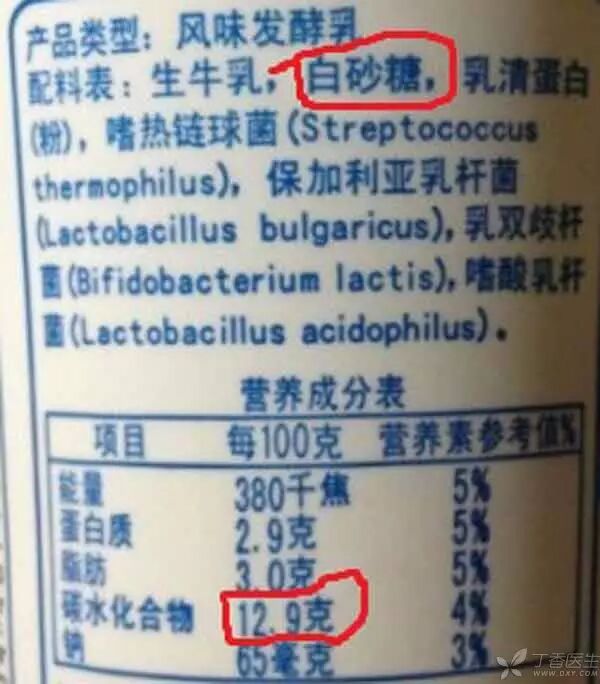 产品类型：风味发酵乳
配料表：生牛乳，白砂糖，乳清蛋白
(粉)，嗜热链球菌(Streptococcus
thermophilus)，保加利亚乳杆菌
(Lactobacillus bulgaricus)，乳双歧杆
菌(Bifidobacterium lactis)，嗜酸乳杆
菌(Lactobacillus acidophilus)。
营养成分表
项目 每100克 营养素参考值%
能量 380千焦 5%
蛋白质 2.9克 5%
脂肪 3.0克 5%
碳水化合物 12.9克 4%
钠 65毫克 3%
丁香医生
www.DXY.com